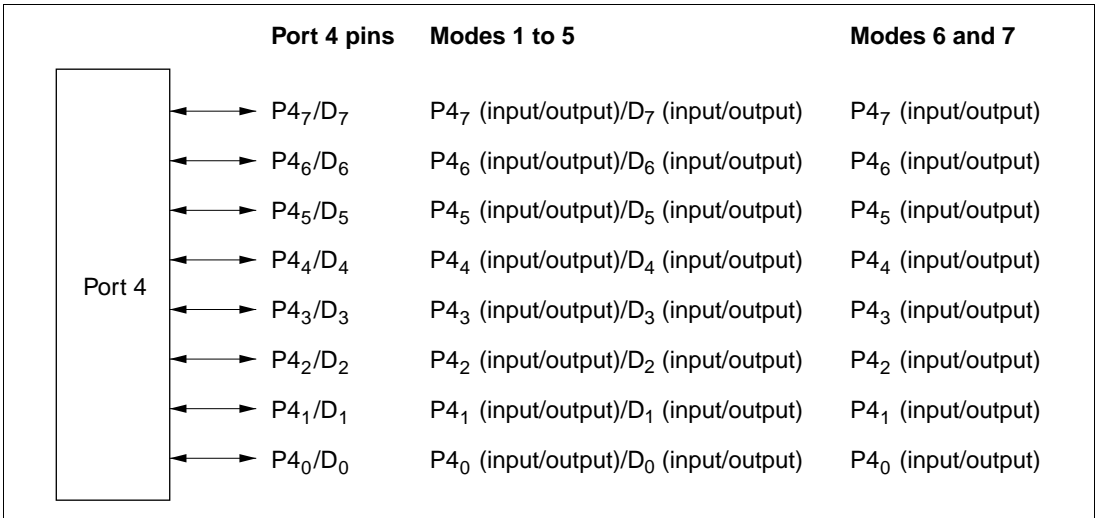 Port 4 pins Modes 1 to 5 Modes 6 and 7
P4₇/D₇ P4₇ (input/output)/D₇ (input/output) P4₇ (input/output)
P4₆/D₆ P4₆ (input/output)/D₆ (input/output) P4₆ (input/output)
P4₅/D₅ P4₅ (input/output)/D₅ (input/output) P4₅ (input/output)
P4₄/D₄ P4₄ (input/output)/D₄ (input/output) P4₄ (input/output)
Port 4
P4₃/D₃ P4₃ (input/output)/D₃ (input/output) P4₃ (input/output)
P4₂/D₂ P4₂ (input/output)/D₂ (input/output) P4₂ (input/output)
P4₁/D₁ P4₁ (input/output)/D₁ (input/output) P4₁ (input/output)
P4₀/D₀ P4₀ (input/output)/D₀ (input/output) P4₀ (input/output)